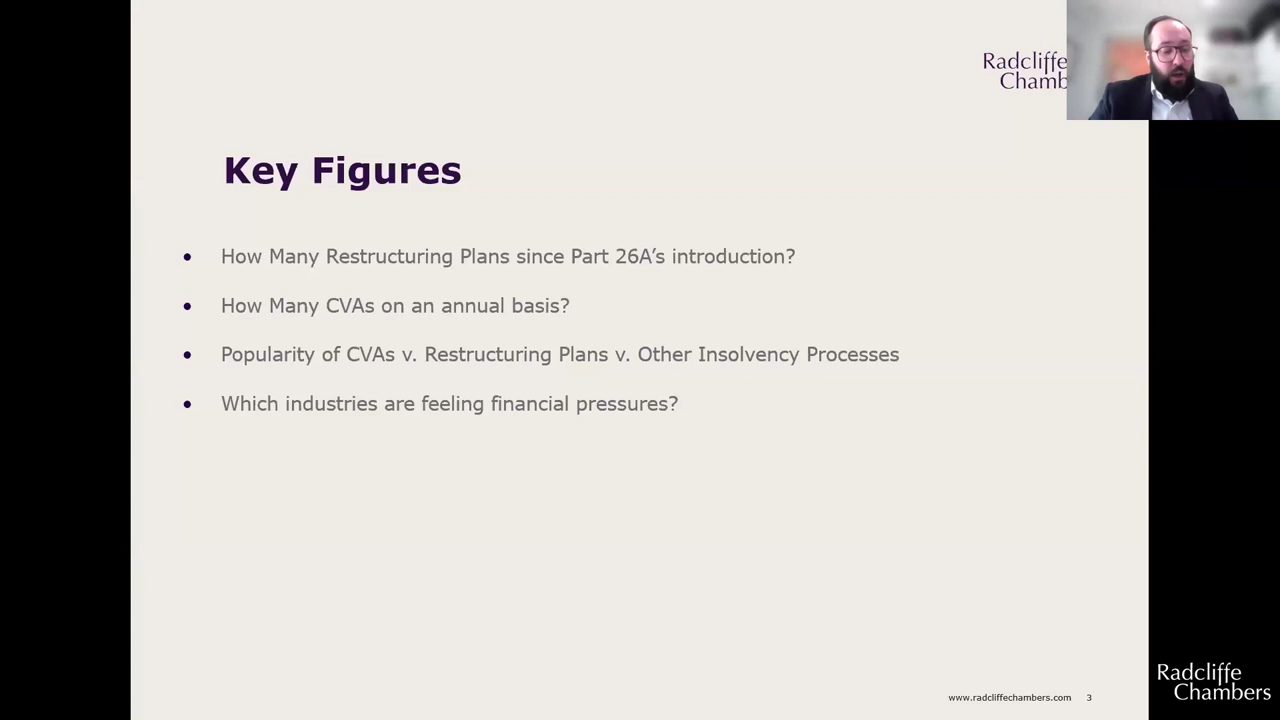 Radcliffe
Chamb
Key Figures
• How Many Restructuring Plans since Part 26A’s introduction?
• How Many CVAs on an annual basis?
• Popularity of CVAs v. Restructuring Plans v. Other Insolvency Processes
• Which industries are feeling financial pressures?
www.radcliffechambers.com 3
Radcliffe
Chambers